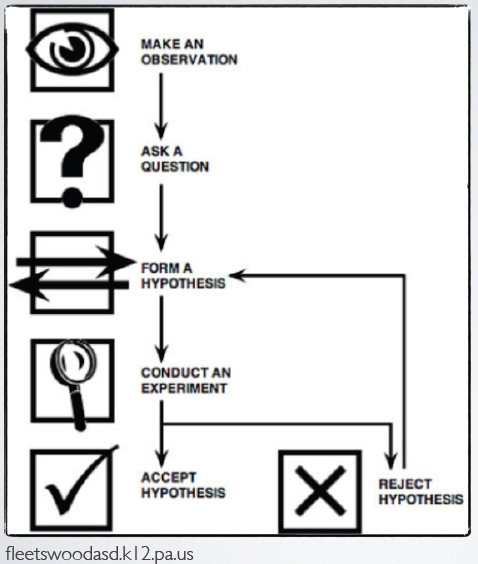 MAKE AN
OBSERVATION
ASK A
QUESTION
FORM A
HYPOTHESIS
CONDUCT AN
EXPERIMENT
ACCEPT
HYPOTHESIS
REJECT
HYPOTHESIS
fleetswoodasd.k12.pa.us